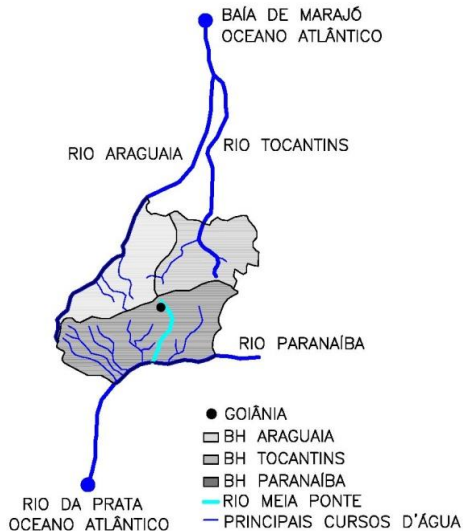 BAÍA DE MARAJÓ
OCEANO ATLÂNTICO
RIO ARAGUAIA
RIO TOCANTINS
RIO PARANAÍBA
GOIÂNIA
BH ARAGUAIA
BH TOCANTINS
BH PARANAÍBA
RIO MEIA PONTE
PRINCIPAIS CURSOS D'ÁGUA
RIO DA PRATA
OCEANO ATLÂNTICO